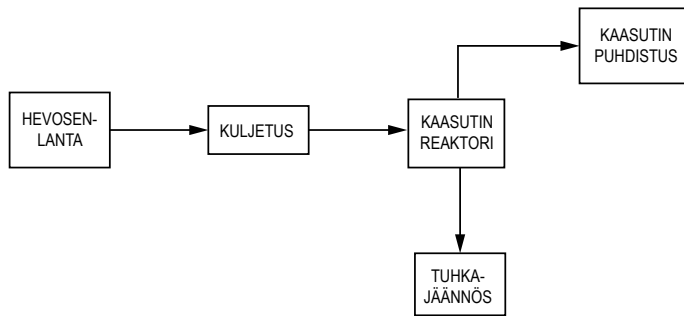 HEVOSEN-
LANTA
KULJETUS
KAASUTIN
REAKTORI
KAASUTIN
PUHDISTUS
TUHKA-
JÄÄNNÖS